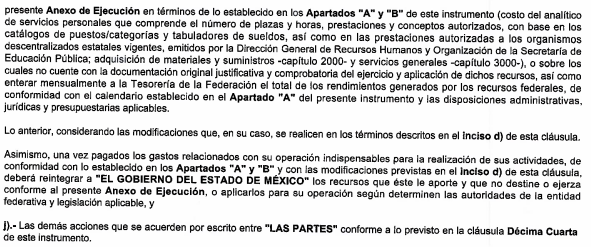 presente Anexo de Ejecución en términos de lo establecido en los Apartados "A" y "B" de este instrumento (costo del analítico
de servicios personales que comprende el número de plazas y horas, prestaciones y conceptos autorizados, con base en los
catálogos de puestos/categorías y tabuladores de sueldos, así como en las prestaciones autorizadas a los organismos
descentralizados estatales vigentes, emitidos por la Dirección General de Recursos Humanos y Organización de la Secretaría de
Educación Pública; adquisición de materiales y suministros -capítulo 2000- y servicios generales -capítulo 3000-), o sobre los
cuales no cuente con la documentación original justificativa y comprobatoria del ejercicio y aplicación de dichos recursos, así como
enterar mensualmente a la Tesorería de la Federación el total de los rendimientos generados por los recursos federales, de
conformidad con el calendario establecido en el Apartado "A" del presente instrumento y las disposiciones administrativas,
jurídicas y presupuestarias aplicables.
Lo anterior, considerando las modificaciones que, en su caso, se realicen en los términos descritos en el inciso d) de esta cláusula.
Asimismo, una vez pagados los gastos relacionados con su operación indispensables para la realización de sus actividades, de
conformidad con lo establecido en los Apartados "A" y "B" y con las modificaciones previstas en el inciso d) de esta cláusula,
deberá reintegrar a "EL GOBIERNO DEL ESTADO DE MÉXICO" los recursos que éste le aporte y que no destine o ejerza
conforme al presente Anexo de Ejecución, o aplicarlos para su operación según determinen las autoridades de la entidad
federativa y legislación aplicable, y
j).- Las demás acciones que se acuerden por escrito entre "LAS PARTES" conforme a lo previsto en la cláusula Décima Cuarta
de este instrumento.